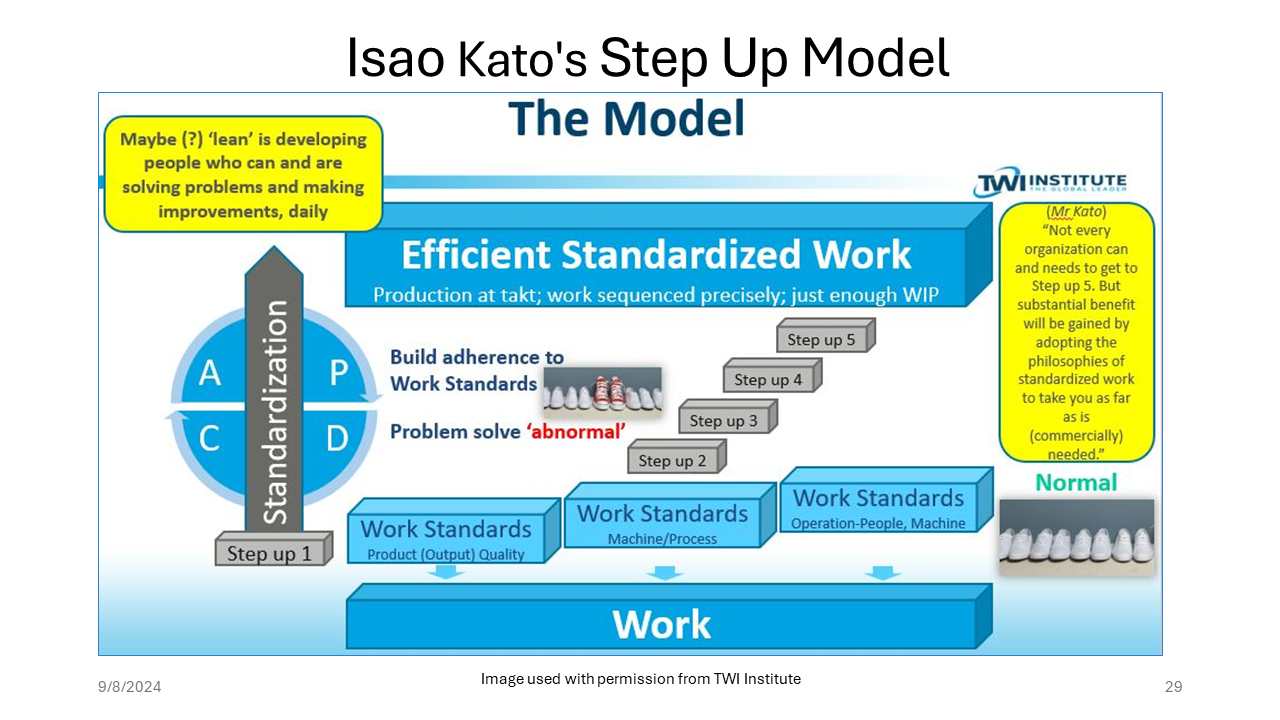 Isao Kato's Step Up Model
The Model
Maybe (?) ‘lean’ is developing
people who can and are
solving problems and making
improvements, daily
TWI INSTITUTE
THE GLOBAL LEADER
Efficient Standardized Work
Production at takt; work sequenced precisely; just enough WIP
(Mr Kato)
“Not every
organization can
and needs to get to
Step up 5. But
substantial benefit
will be gained by
adopting the
philosophies of
standardized work
to take you as far
as is
(commercially)
needed.”
Standardization
A
P
C
D
Step up 1
Build adherence to
Work Standards
Problem solve ‘abnormal’
Step up 5
Step up 4
Step up 3
Step up 2
Work Standards
Product (Output) Quality
Work Standards
Machine/Process
Work Standards
Operation-People, Machine
Normal
Work
9/8/2024
Image used with permission from TWI Institute
29